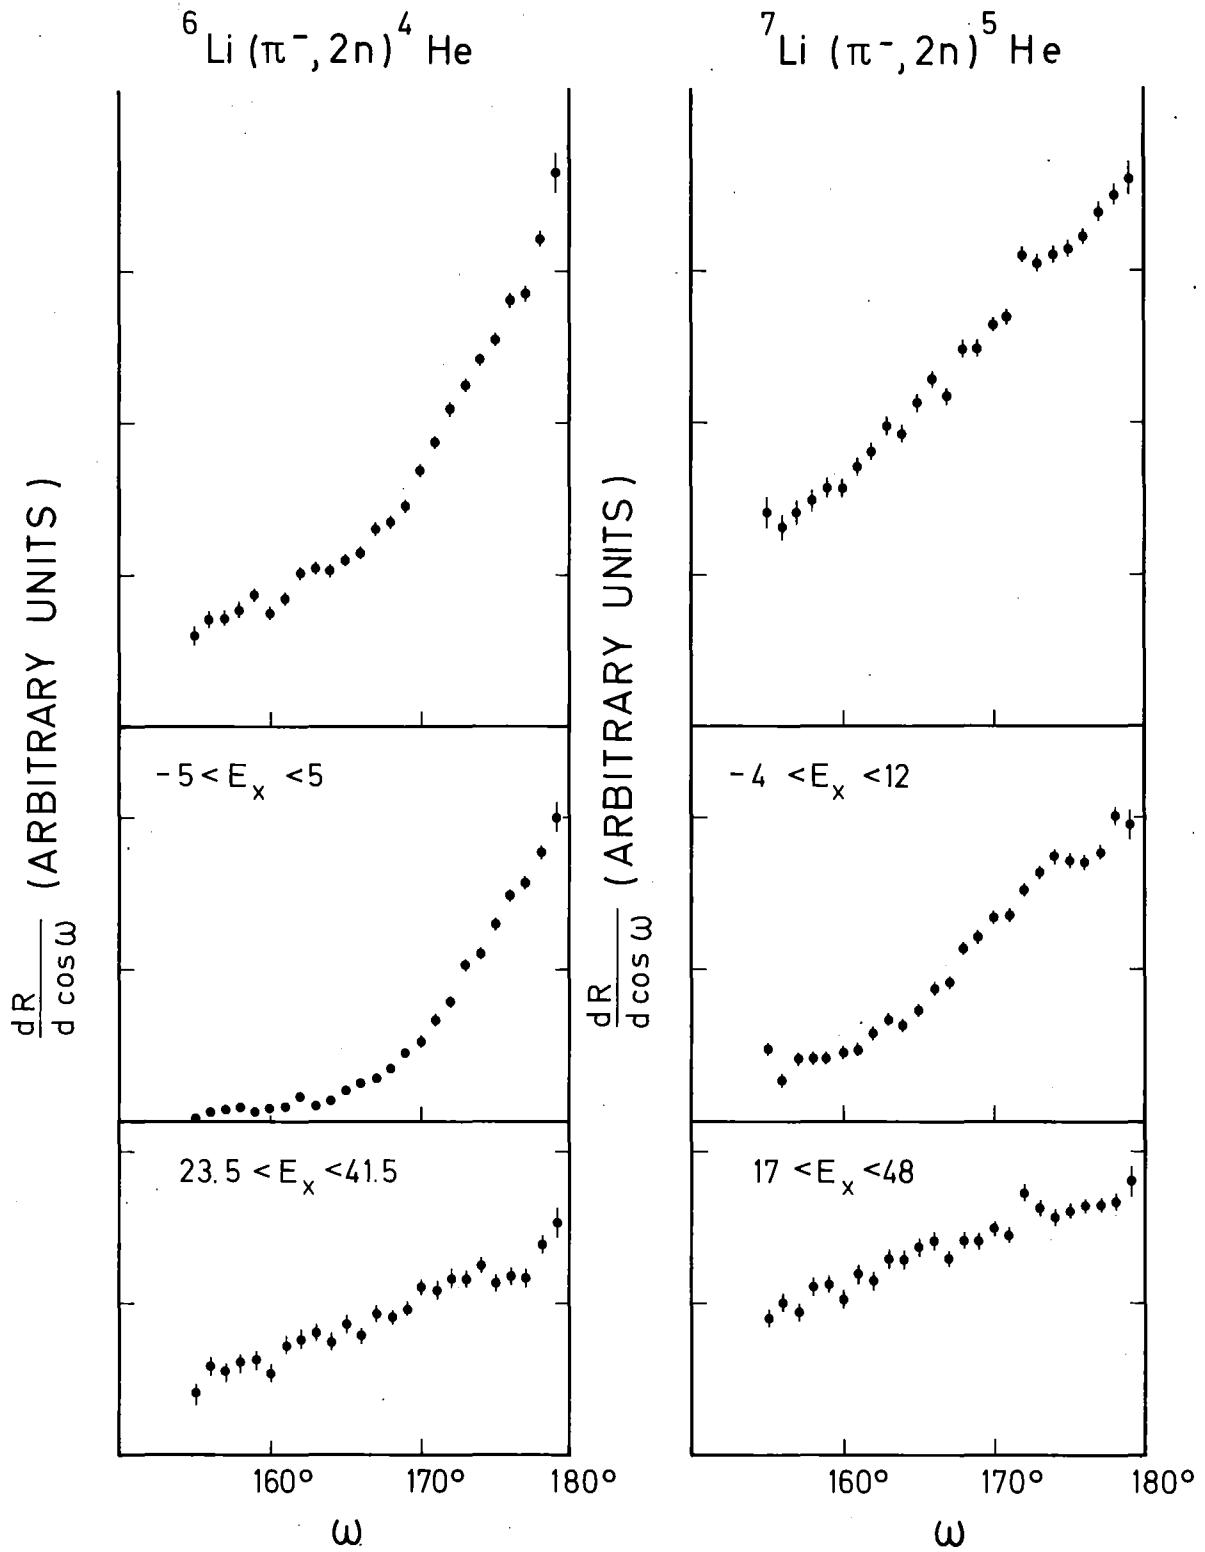 ⁶Li (π⁻, 2n) ⁴He
⁷Li (π⁻, 2n) ⁵He
dR / d cos ω (ARBITRARY UNITS)
dR / d cos ω (ARBITRARY UNITS)
-5 < Eₓ < 5
-4 < Eₓ < 12
23.5 < Eₓ < 41.5
17 < Eₓ < 48
160° 170° 180°
160° 170° 180°
ω
ω